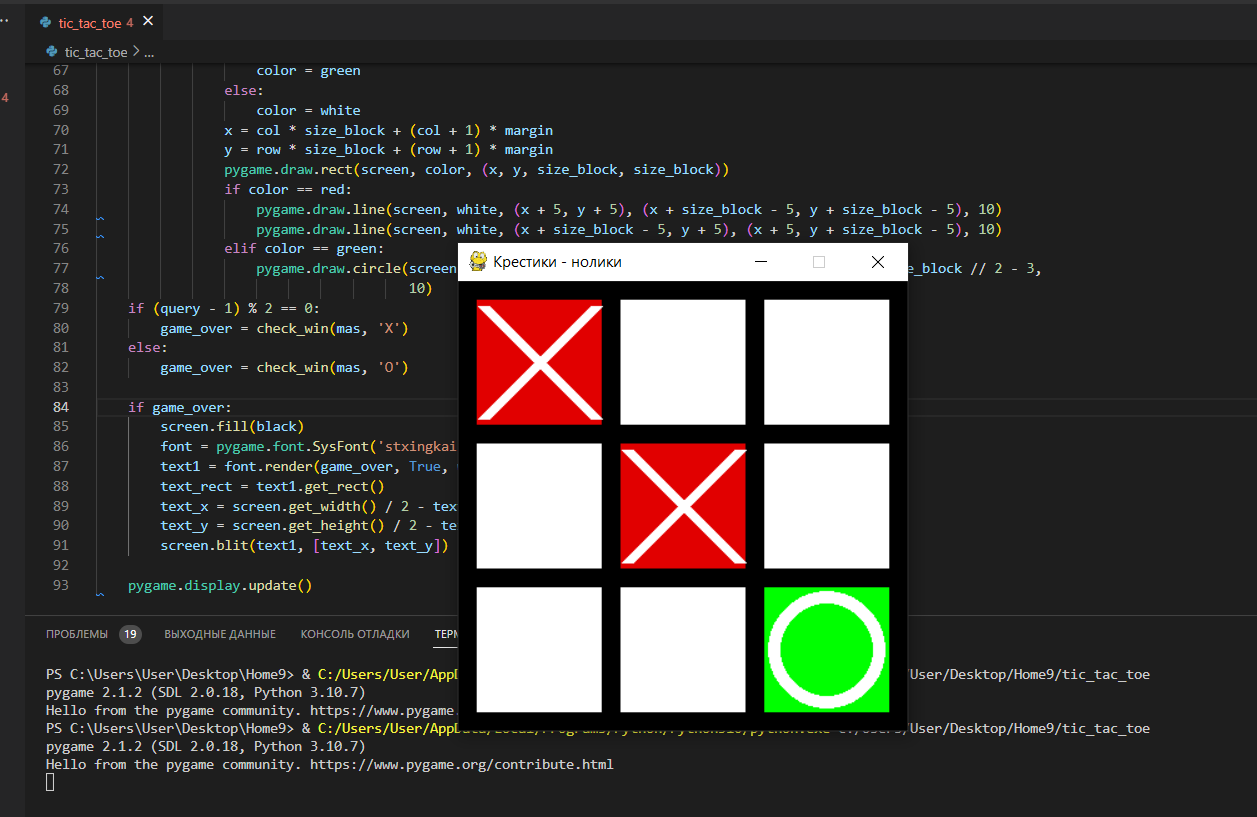 tic_tac_toe 4
tic_tac_toe > ...
4
67 color = green
68 else:
69 color = white
70 x = col * size_block + (col + 1) * margin
71 y = row * size_block + (row + 1) * margin
72 pygame.draw.rect(screen, color, (x, y, size_block, size_block))
73 if color == red:
74 pygame.draw.line(screen, white, (x + 5, y + 5), (x + size_block - 5, y + size_block - 5), 10)
75 pygame.draw.line(screen, white, (x + size_block - 5, y + 5), (x + 5, y + size_block - 5), 10)
76 elif color == green:
77 pygame.draw.circle(screen e_block // 2 - 3,
78 10)
79 if (query - 1) % 2 == 0:
80 game_over = check_win(mas, 'X')
81 else:
82 game_over = check_win(mas, 'O')
83
84 if game_over:
85 screen.fill(black)
86 font = pygame.font.SysFont('stxingkai
87 text1 = font.render(game_over, True,
88 text_rect = text1.get_rect()
89 text_x = screen.get_width() / 2 - tex
90 text_y = screen.get_height() / 2 - te
91 screen.blit(text1, [text_x, text_y])
92
93 pygame.display.update()
Крестики - нолики
ПРОБЛЕМЫ 19 ВЫХОДНЫЕ ДАННЫЕ КОНСОЛЬ ОТЛАДКИ ТЕРМ
PS C:\Users\User\Desktop\Home9> & C:/Users/User/AppD /User/Desktop/Home9/tic_tac_toe
pygame 2.1.2 (SDL 2.0.18, Python 3.10.7)
Hello from the pygame community. https://www.pygame.
PS C:\Users\User\Desktop\Home9> & C:/Users/User/AppData/Local/Programs/Python/Python310/python.exe c:/Users/User/Desktop/Home9/tic_tac_toe
pygame 2.1.2 (SDL 2.0.18, Python 3.10.7)
Hello from the pygame community. https://www.pygame.org/contribute.html